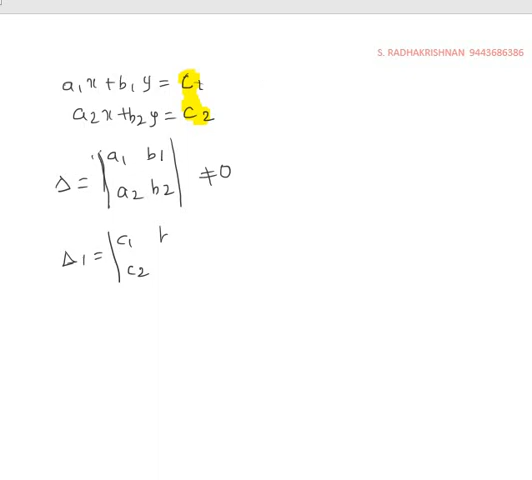 S. RADHAKRISHNAN 9443686386
a₁x + b₁y = c₁
a₂x + b₂y = c₂
Δ = |a₁ b₁| ≠ 0
|a₂ b₂|
Δ₁ = |c₁
|c₂